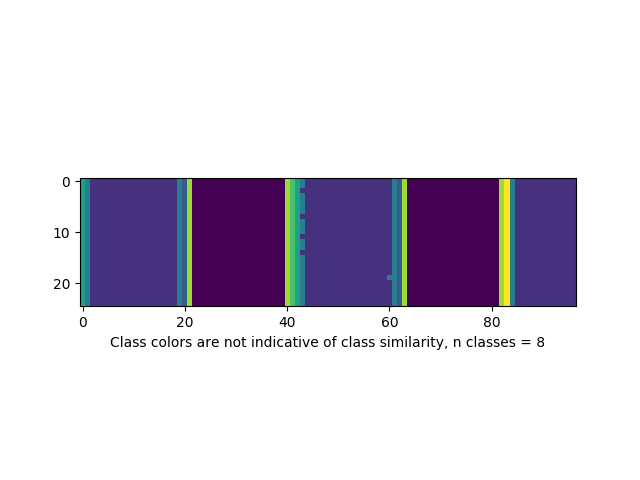 0
10
20
0 20 40 60 80
Class colors are not indicative of class similarity, n classes = 8